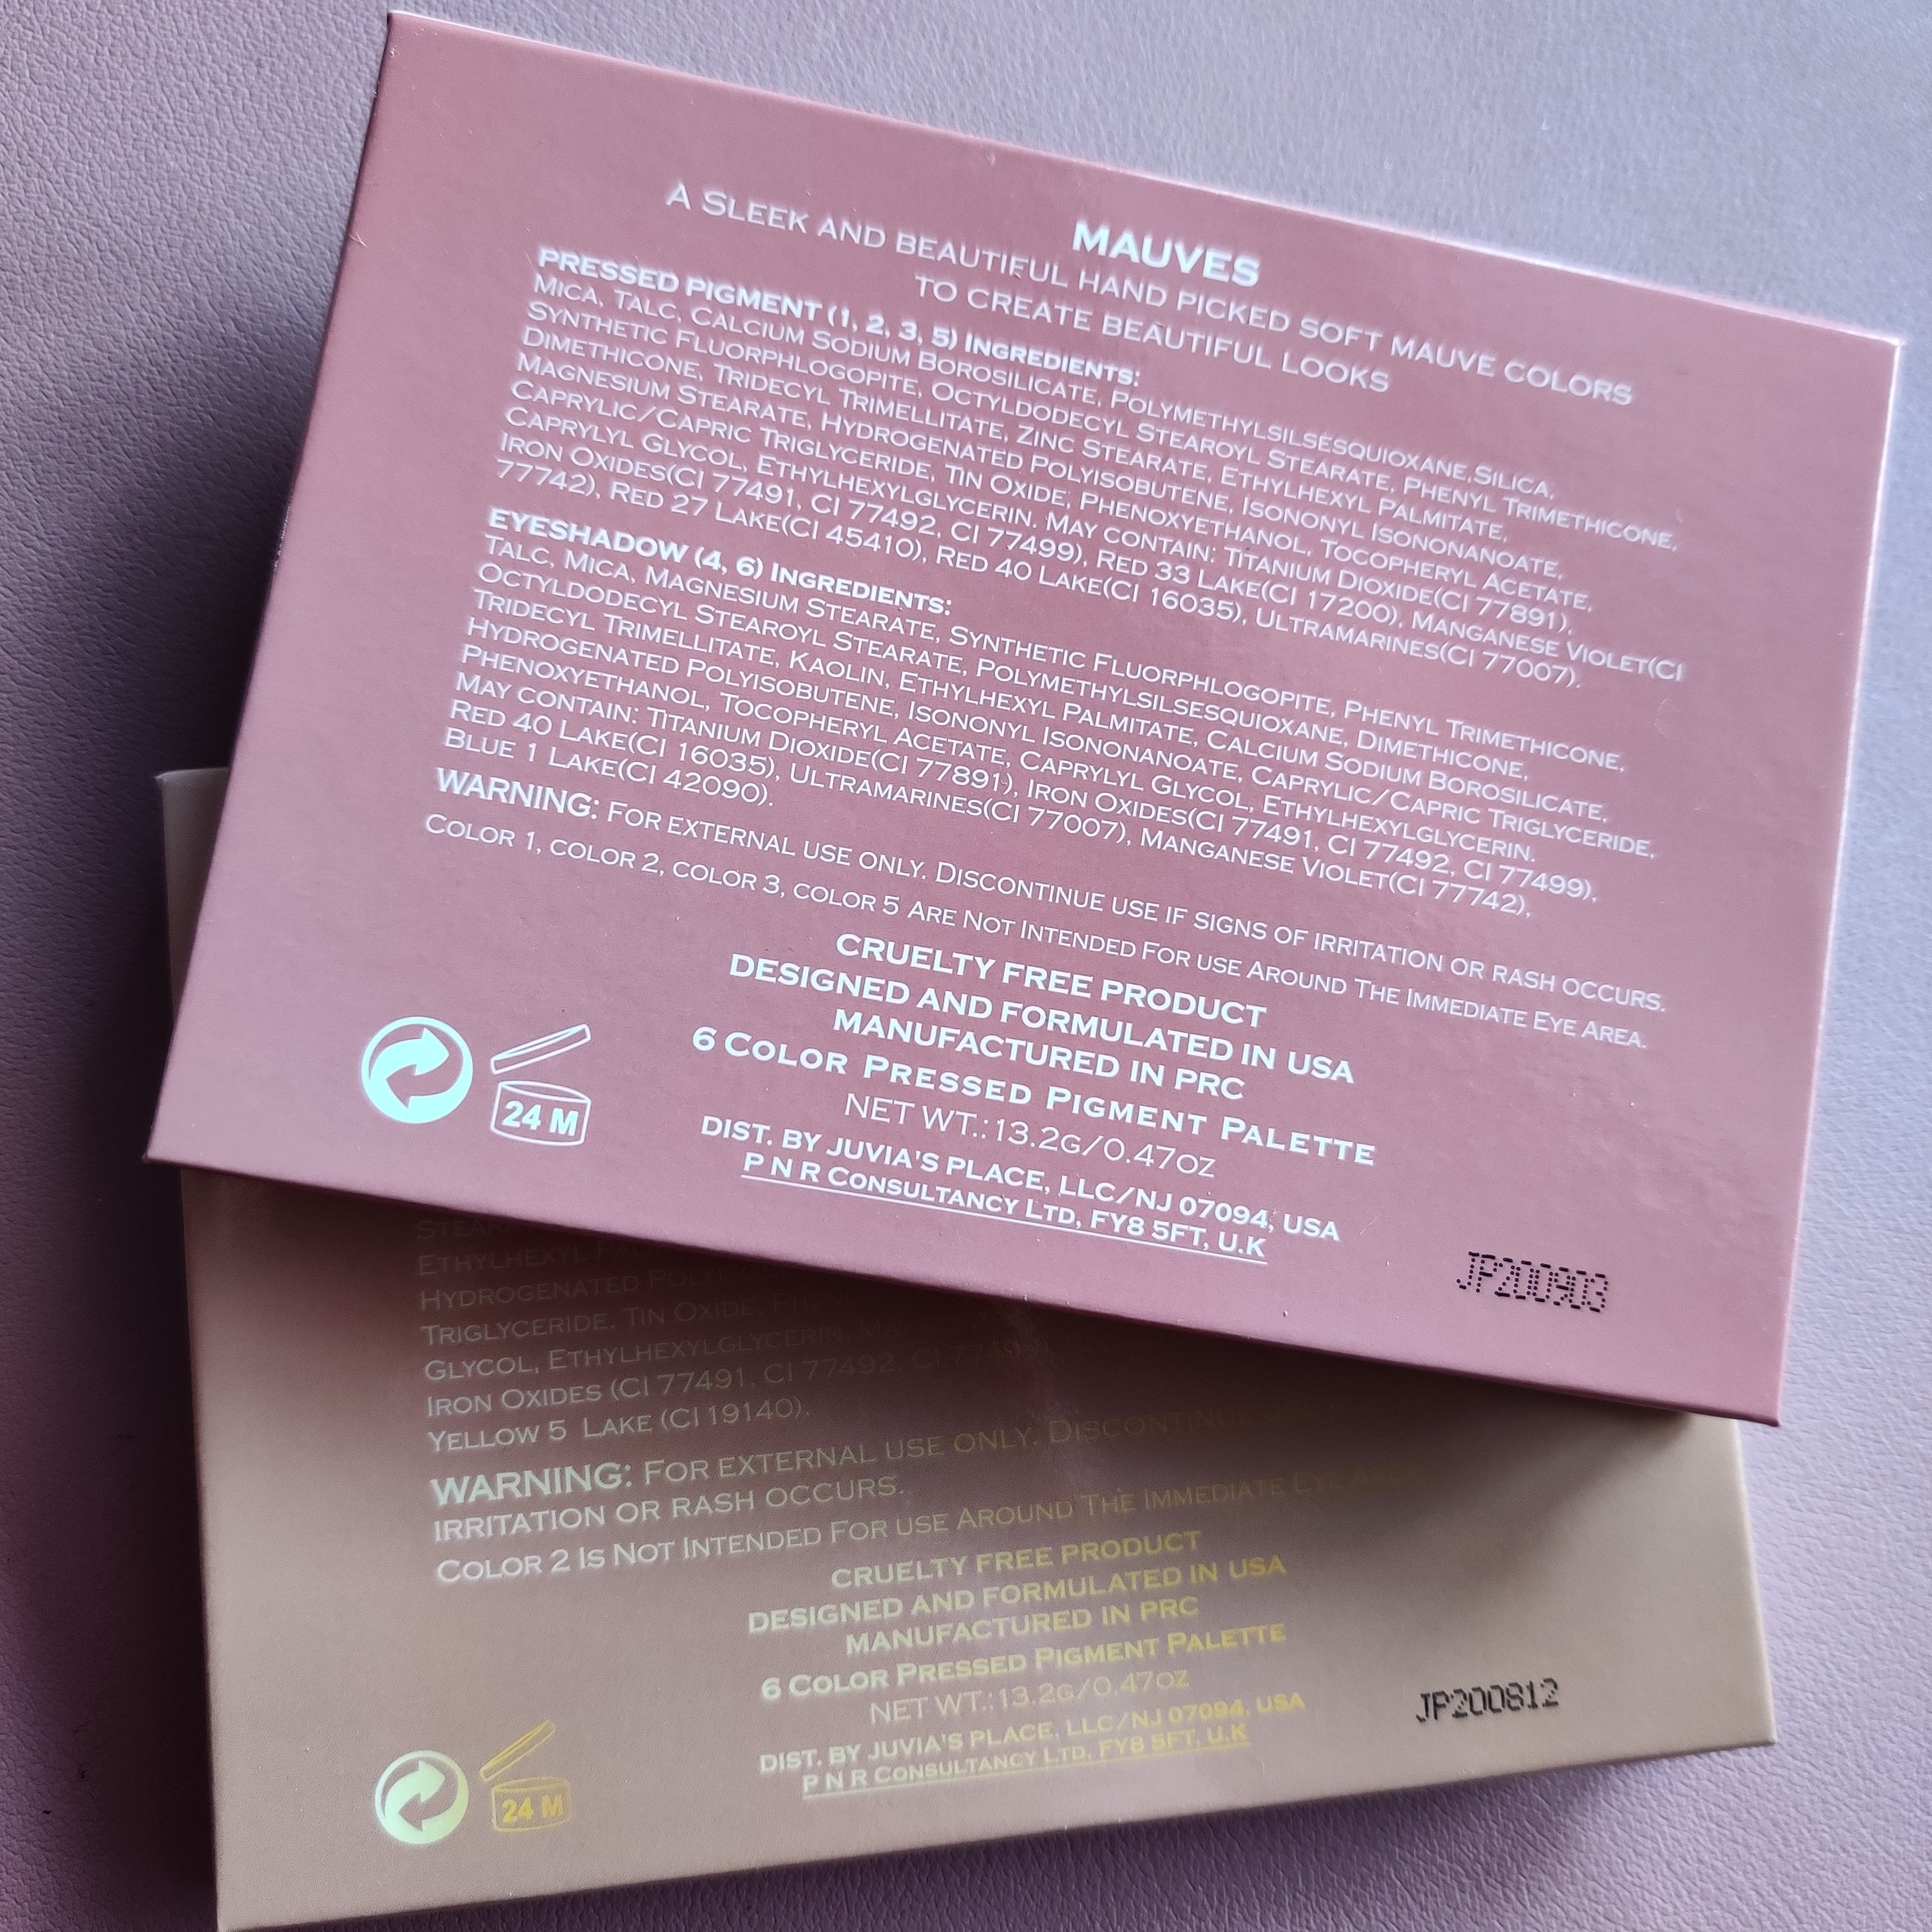 MAUVES
A SLEEK AND BEAUTIFUL HAND PICKED SOFT MAUVE COLORS
TO CREATE BEAUTIFUL LOOKS
PRESSED PIGMENT (1, 2, 3, 5) INGREDIENTS:
MICA, TALC, CALCIUM SODIUM BOROSILICATE, POLYMETHYLSILSESQUIOXANE,SILICA,
SYNTHETIC FLUORPHLOGOPITE, OCTYLDODECYL STEAROYL STEARATE, PHENYL TRIMETHICONE,
DIMETHICONE, TRIDECYL TRIMELLITATE, ZINC STEARATE, ETHYLHEXYL PALMITATE,
MAGNESIUM STEARATE, HYDROGENATED POLYISOBUTENE, ISONONYL ISONONANOATE,
CAPRYLIC/CAPRIC TRIGLYCERIDE, TIN OXIDE, PHENOXYETHANOL, TOCOPHERYL ACETATE,
CAPRYLYL GLYCOL, ETHYLHEXYLGLYCERIN. MAY CONTAIN: TITANIUM DIOXIDE(CI 77891),
IRON OXIDES(CI 77491, CI 77492, CI 77499), RED 33 LAKE(CI 17200), MANGANESE VIOLET(CI
77742), RED 27 LAKE(CI 45410), RED 40 LAKE(CI 16035), ULTRAMARINES(CI 77007).
EYESHADOW (4, 6) INGREDIENTS:
TALC, MICA, MAGNESIUM STEARATE, SYNTHETIC FLUORPHLOGOPITE, PHENYL TRIMETHICONE,
OCTYLDODECYL STEAROYL STEARATE, POLYMETHYLSILSESQUIOXANE, DIMETHICONE,
TRIDECYL TRIMELLITATE, KAOLIN, ETHYLHEXYL PALMITATE, CALCIUM SODIUM BOROSILICATE,
HYDROGENATED POLYISOBUTENE, ISONONYL ISONONANOATE, CAPRYLIC/CAPRIC TRIGLYCERIDE,
PHENOXYETHANOL, TOCOPHERYL ACETATE, CAPRYLYL GLYCOL, ETHYLHEXYLGLYCERIN.
MAY CONTAIN: TITANIUM DIOXIDE(CI 77891), IRON OXIDES(CI 77491, CI 77492, CI 77499),
RED 40 LAKE(CI 16035), ULTRAMARINES(CI 77007), MANGANESE VIOLET(CI 77742),
BLUE 1 LAKE(CI 42090).
WARNING: FOR EXTERNAL USE ONLY. DISCONTINUE USE IF SIGNS OF IRRITATION OR RASH OCCURS.
COLOR 1, COLOR 2, COLOR 3, COLOR 5 ARE NOT INTENDED FOR USE AROUND THE IMMEDIATE EYE AREA.
CRUELTY FREE PRODUCT
DESIGNED AND FORMULATED IN USA
MANUFACTURED IN PRC
6 COLOR PRESSED PIGMENT PALETTE
NET WT.:13.2G/0.47OZ
DIST. BY JUVIA'S PLACE, LLC/NJ 07094, USA
P N R CONSULTANCY LTD, FY8 5FT, U.K
24 M
JP200903
ETHYLHEXYL
HYDROGENATED
TRIGLYCERIDE, TIN OXIDE,
GLYCOL, ETHYLHEXYLGLYCERIN, MAY
IRON OXIDES (CI 77491, CI 77492, CI 77499)
YELLOW 5 LAKE (CI 19140).
WARNING: FOR EXTERNAL USE ONLY. DISCONTINUE
IRRITATION OR RASH OCCURS.
COLOR 2 IS NOT INTENDED FOR USE AROUND THE IMMEDIATE EYE AREA
CRUELTY FREE PRODUCT
DESIGNED AND FORMULATED IN USA
MANUFACTURED IN PRC
6 COLOR PRESSED PIGMENT PALETTE
NET WT.:13.2G/0.47OZ
DIST. BY JUVIA'S PLACE, LLC/NJ 07094, USA
P N R CONSULTANCY LTD, FY8 5FT, U.K
24 M
JP200812